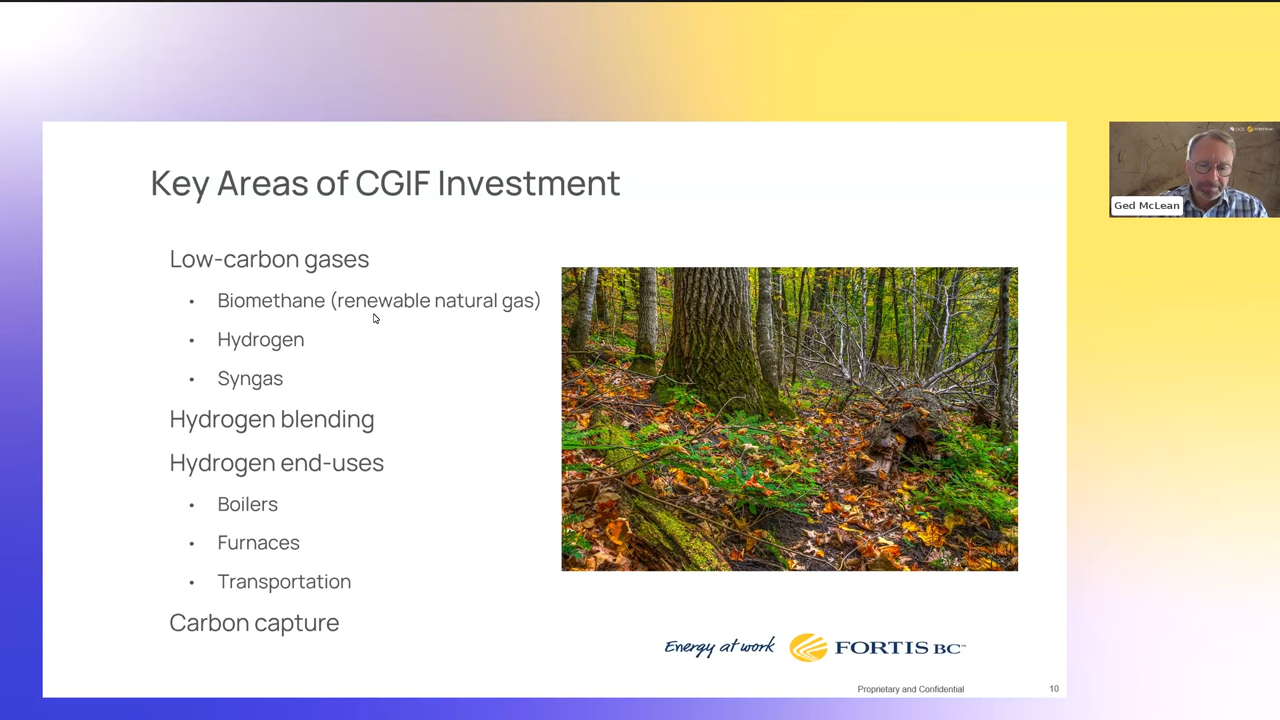 Key Areas of CGIF Investment
Low-carbon gases
• Biomethane (renewable natural gas)
• Hydrogen
• Syngas
Hydrogen blending
Hydrogen end-uses
• Boilers
• Furnaces
• Transportation
Carbon capture
Energy at work FORTIS BC™
Proprietary and Confidential 10
Ged McLean